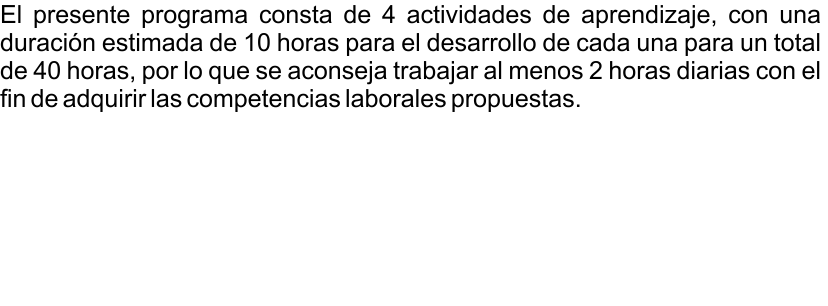 El presente programa consta de 4 actividades de aprendizaje, con una
duración estimada de 10 horas para el desarrollo de cada una para un total
de 40 horas, por lo que se aconseja trabajar al menos 2 horas diarias con el
fin de adquirir las competencias laborales propuestas.